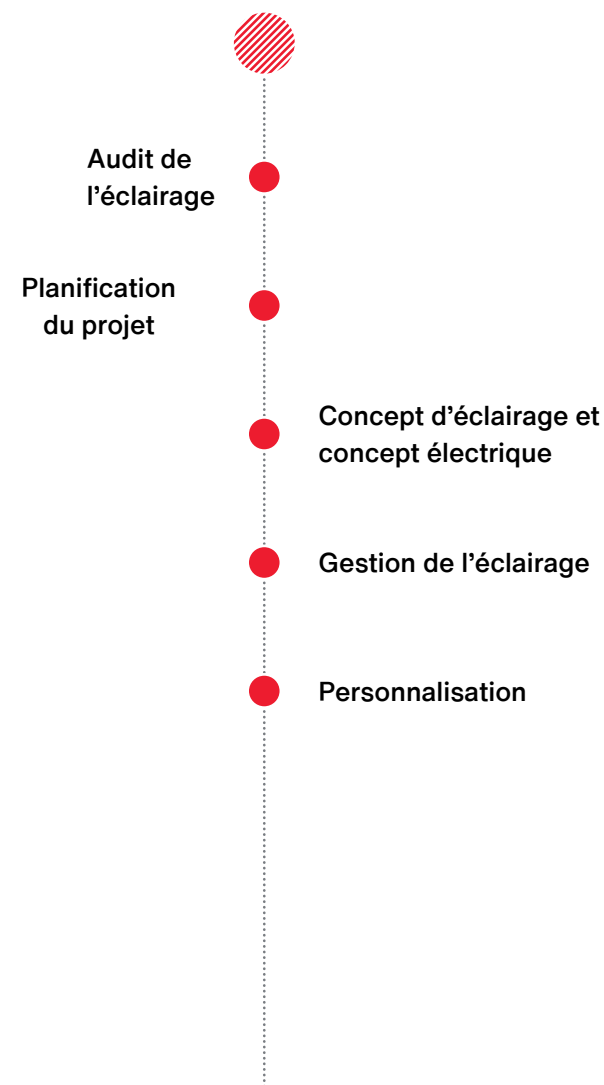 Audit de
l’éclairage
Planification
du projet
Concept d’éclairage et
concept électrique
Gestion de l’éclairage
Personnalisation